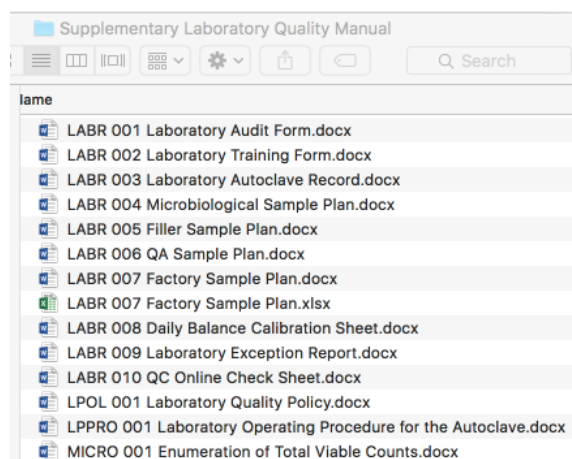 Supplementary Laboratory Quality Manual
Search
lame
LABR 001 Laboratory Audit Form.docx
LABR 002 Laboratory Training Form.docx
LABR 003 Laboratory Autoclave Record.docx
LABR 004 Microbiological Sample Plan.docx
LABR 005 Filler Sample Plan.docx
LABR 006 QA Sample Plan.docx
LABR 007 Factory Sample Plan.docx
LABR 007 Factory Sample Plan.xlsx
LABR 008 Daily Balance Calibration Sheet.docx
LABR 009 Laboratory Exception Report.docx
LABR 010 QC Online Check Sheet.docx
LPOL 001 Laboratory Quality Policy.docx
LPPRO 001 Laboratory Operating Procedure for the Autoclave.docx
MICRO 001 Enumeration of Total Viable Counts.docx